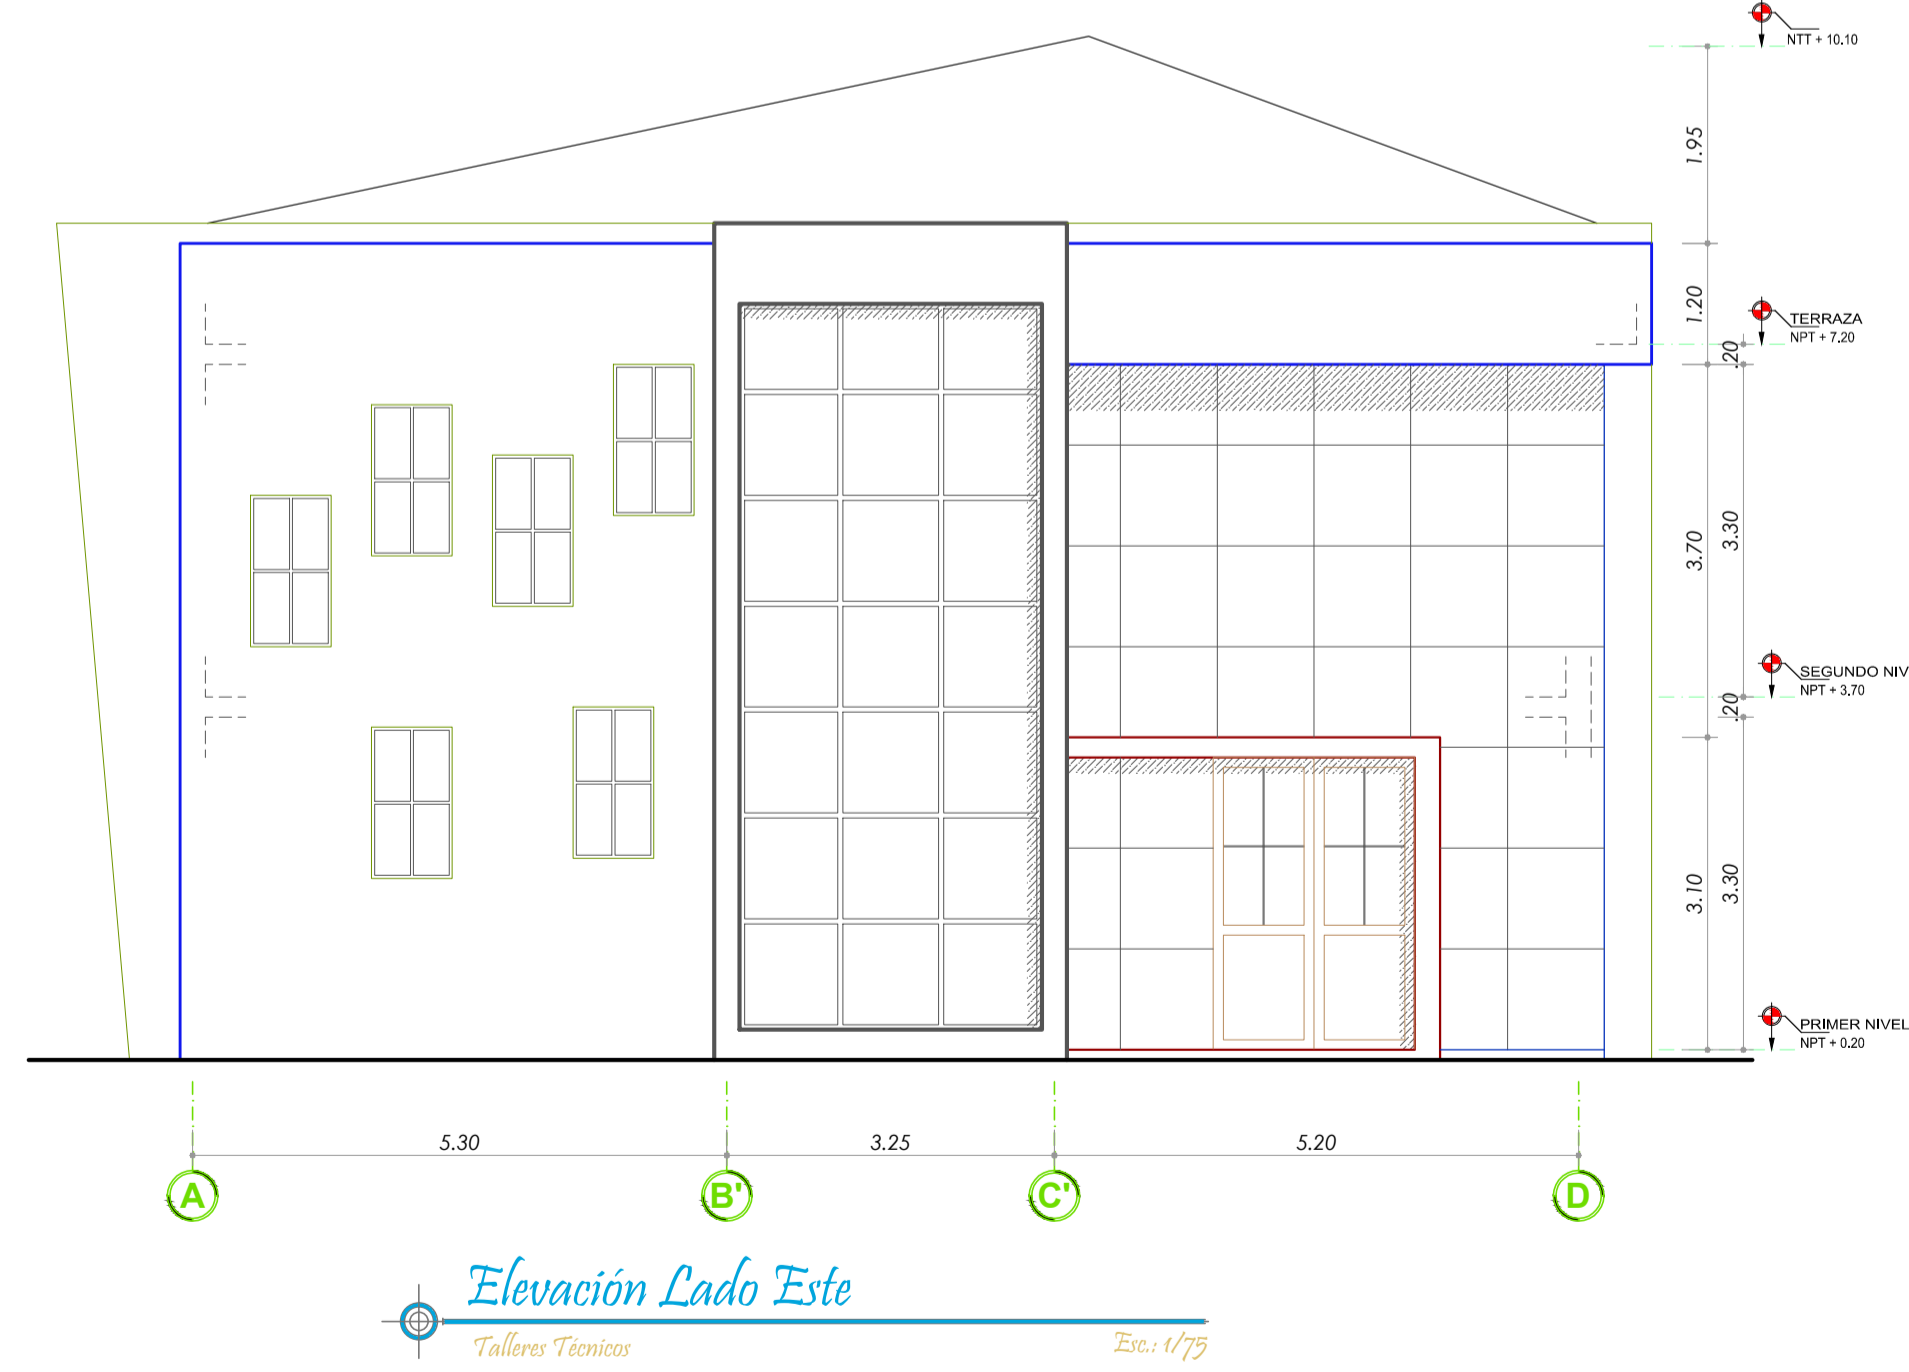 NTT + 10.10
1.95
1.20
TERRAZA
NPT + 7.20
.20
3.70
3.30
SEGUNDO NIV
NPT + 3.70
.20
3.10
3.30
PRIMER NIVEL
NPT + 0.20
5.30
3.25
5.20
A
B'
C'
D
Elevación Lado Este
Talleres Técnicos
Esc.: 1/75